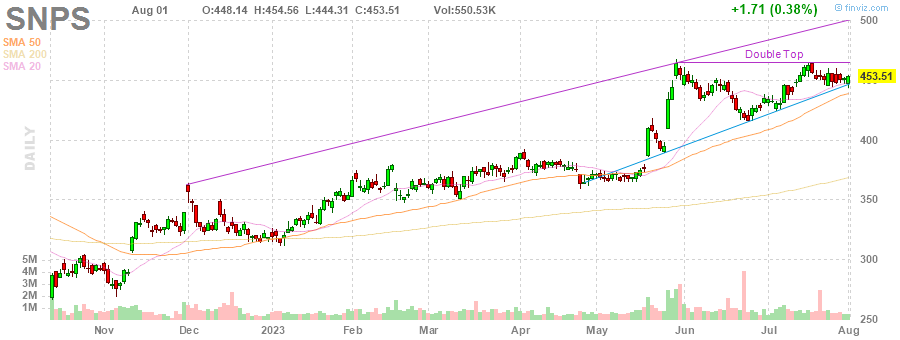 SNPS
Aug 01 O:448.14 H:454.56 L:444.31 C:453.51 Vol:550.53K +1.71 (0.38%) finviz.com
SMA 50
SMA 200
SMA 20
DAILY
Double Top
500
453.51
400
350
300
250
5M
4M
3M
2M
1M
Nov Dec 2023 Feb Mar Apr May Jun Jul Aug